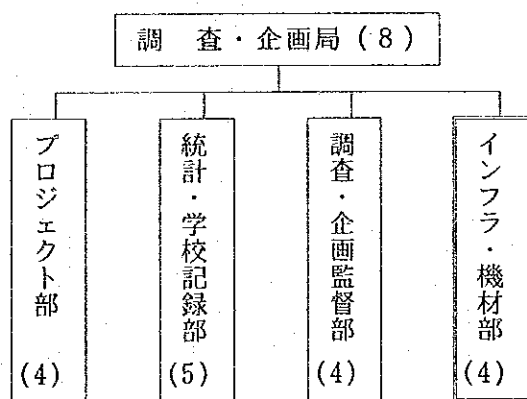 調 査・企画局 (8)
プロジェクト部
(4)
統計・学校記録部
(5)
調査・企画監督部
(4)
インフラ・機材部
(4)